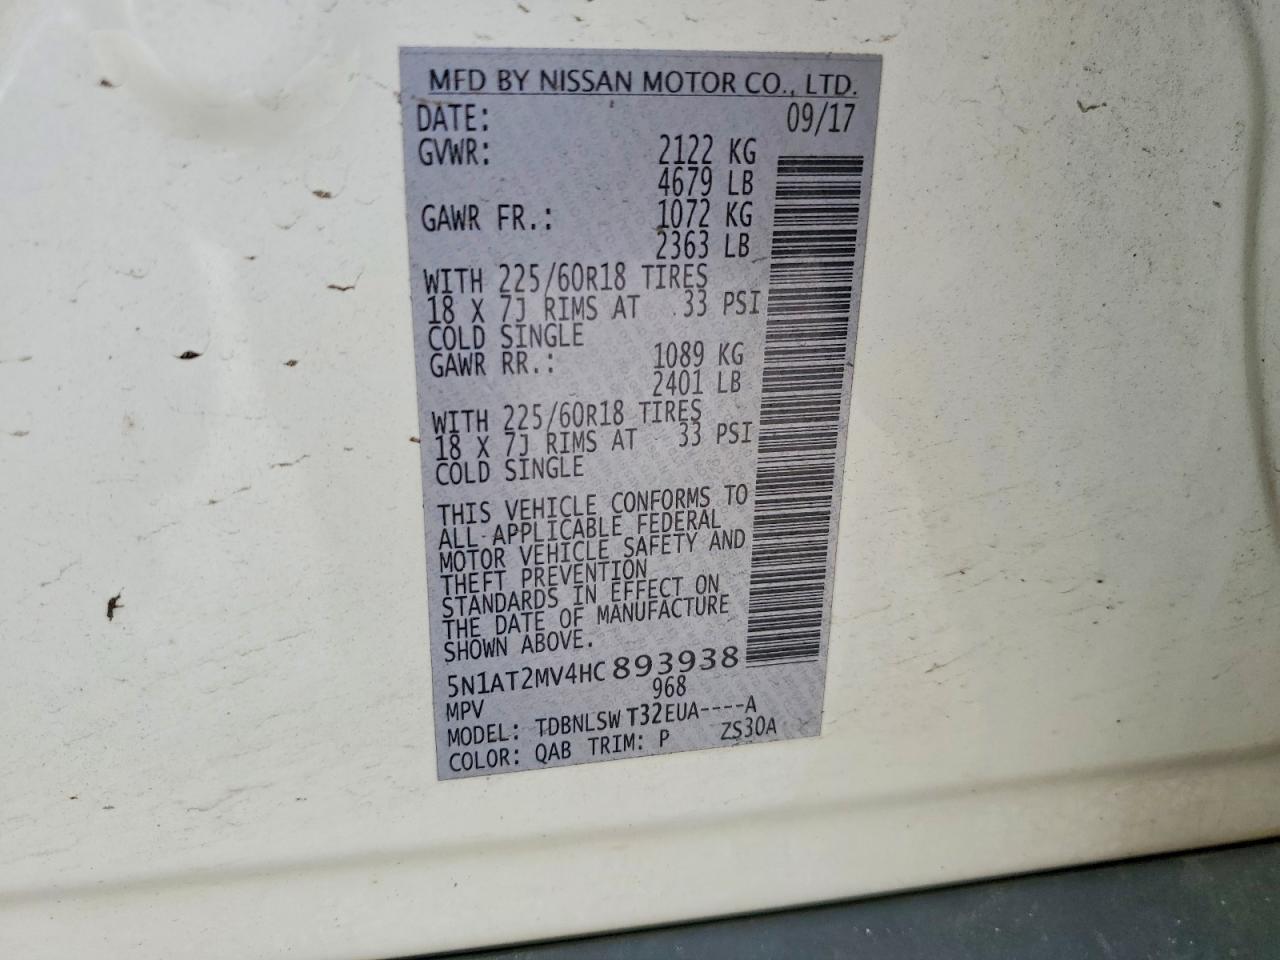 MFD BY NISSAN MOTOR CO., LTD.
DATE: 09/17
GVWR: 2122 KG
4679 LB
GAWR FR.: 1072 KG
2363 LB
WITH 225/60R18 TIRES
18 X 7J RIMS AT 33 PSI
COLD SINGLE
GAWR RR.: 1089 KG
2401 LB
WITH 225/60R18 TIRES
18 X 7J RIMS AT 33 PSI
COLD SINGLE
THIS VEHICLE CONFORMS TO
ALL APPLICABLE FEDERAL
MOTOR VEHICLE SAFETY AND
THEFT PREVENTION
STANDARDS IN EFFECT ON
THE DATE OF MANUFACTURE
SHOWN ABOVE.
5N1AT2MV4HC893938
MPV 968
MODEL: TDBNLSWT32EUA----A
COLOR: QAB TRIM: P ZS30A